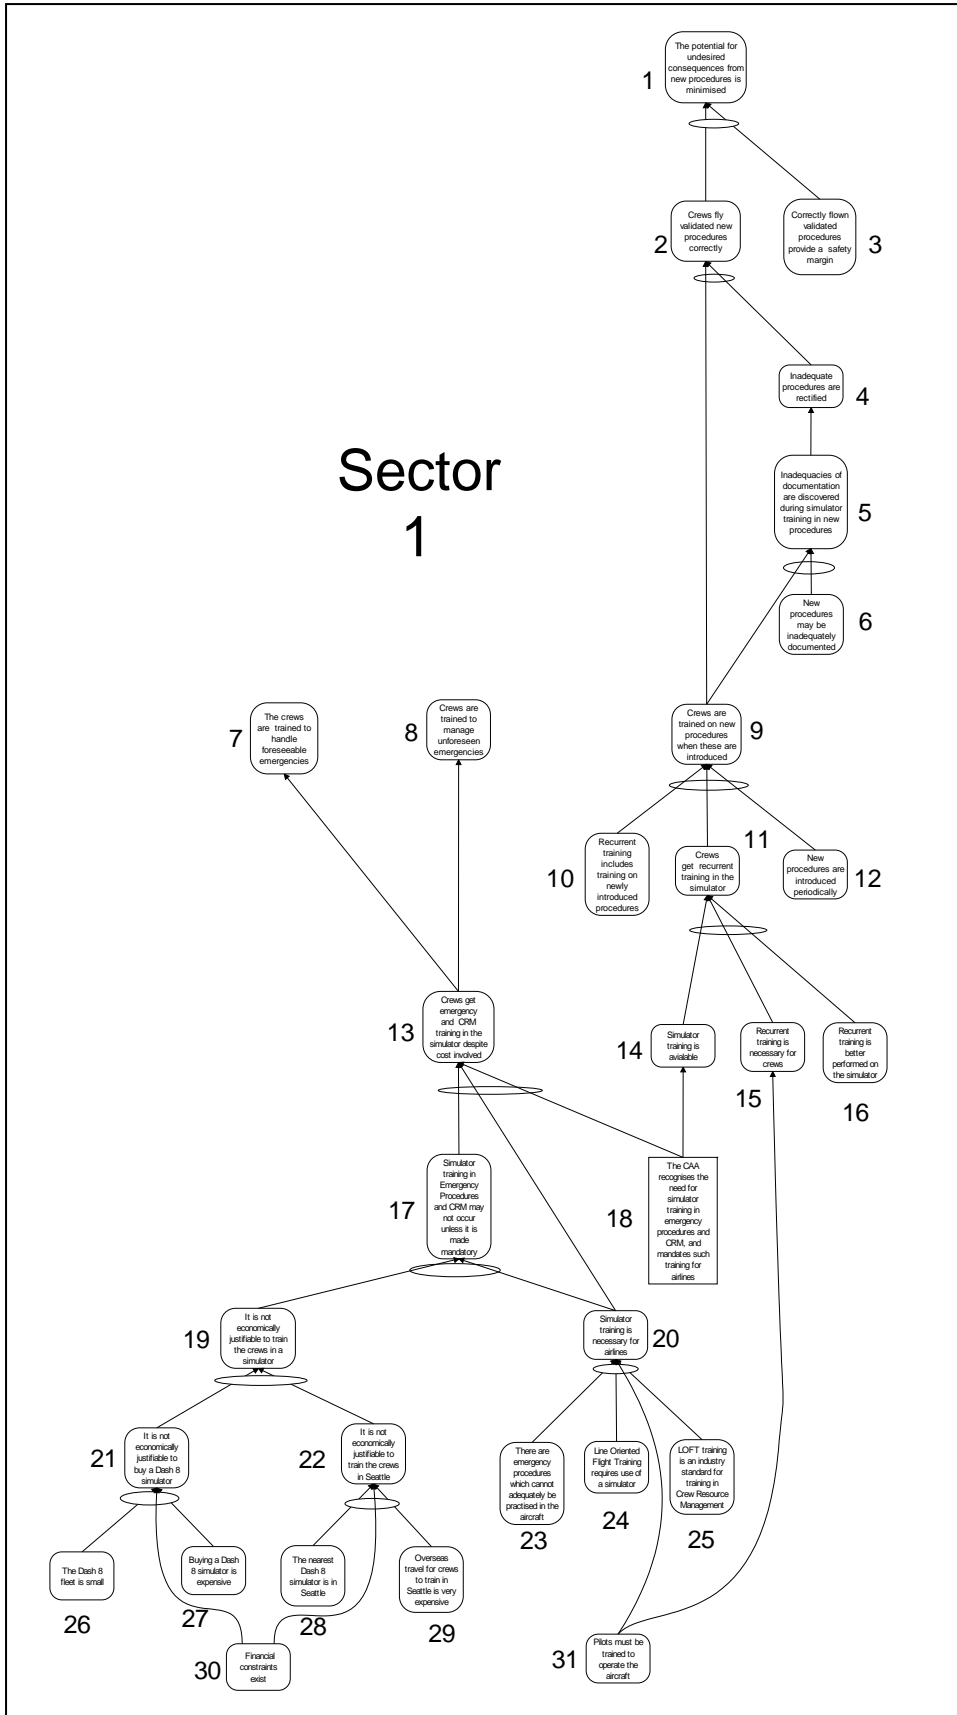 The potential for
undesired
consequences from
new procedures is
minimised
1
Crews fly
validated new
procedures
correctly
2
Correctly flown
validated
procedures
provide a safety
margin
3
Inadequate
procedures are
rectified
4
Sector
1
Inadequacies of
documentation
are discovered
during simulator
training in new
procedures
5
New
procedures
may be
inadequately
documented
6
The crews
are trained to
handle
foreseeable
emergencies
7
Crews are
trained to
manage
unforeseen
emergencies
8
Crews are
trained on new
procedures
when these are
introduced
9
Recurrent
training
includes
training on
newly
introduced
procedures
10
Crews
get recurrent
training in the
simulator
11
New
procedures are
introduced
periodically
12
Crews get
emergency
and CRM
training in the
simulator despite
cost involved
13
Simulator
training is
avialable
14
Recurrent
training is
necessary for
crews
15
Recurrent
training is
better
performed on
the simulator
16
Simulator
training in
Emergency
Procedures
and CRM may
not occur
unless it is
made
mandatory
17
The CAA
recognises the
need for
simulator
training in
emergency
procedures and
CRM, and
mandates such
training for
airlines
18
It is not
economically
justifiable to train
the crews in a
simulator
19
Simulator
training is
necessary for
airlines
20
It is not
economically
justifiable to
buy a Dash 8
simulator
21
It is not
economically
justifiable to
train the crews
in Seattle
22
There are
emergency
procedures
which cannot
adequately be
practised in the
aircraft
23
Line Oriented
Flight Training
requires use of
a simulator
24
LOFT training
is an industry
standard for
training in
Crew Resource
Management
25
The Dash 8
fleet is small
26
Buying a Dash
8 simulator is
expensive
27
The nearest
Dash 8
simulator is in
Seattle
28
Overseas
travel for crews
to train in
Seattle is very
expensive
29
Financial
constraints
exist
30
Pilots must be
trained to
operate the
aircraft
31